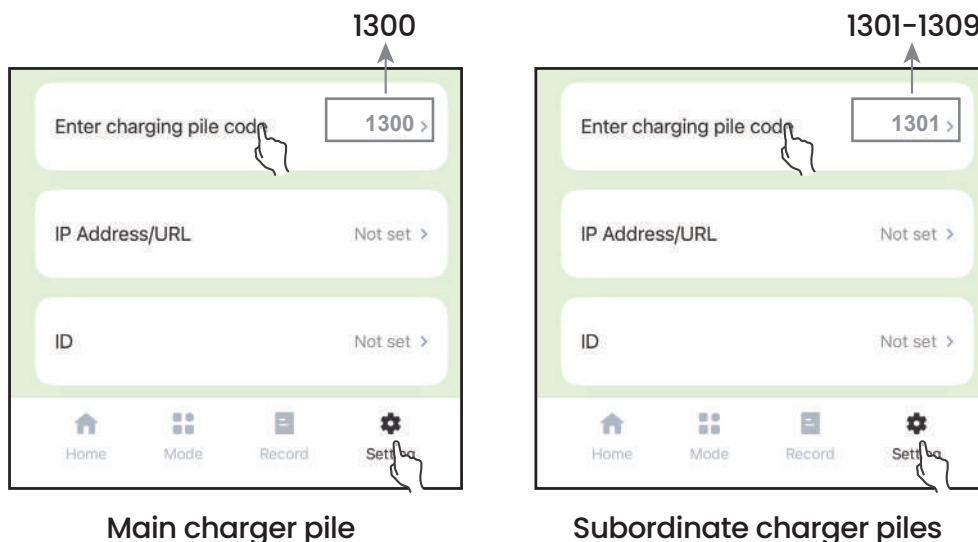 1300
Enter charging pile code 1300 >
IP Address/URL Not set >
ID Not set >
Home Mode Record Setting
Main charger pile
1301-1309
Enter charging pile code 1301 >
IP Address/URL Not set >
ID Not set >
Home Mode Record Setting
Subordinate charger piles